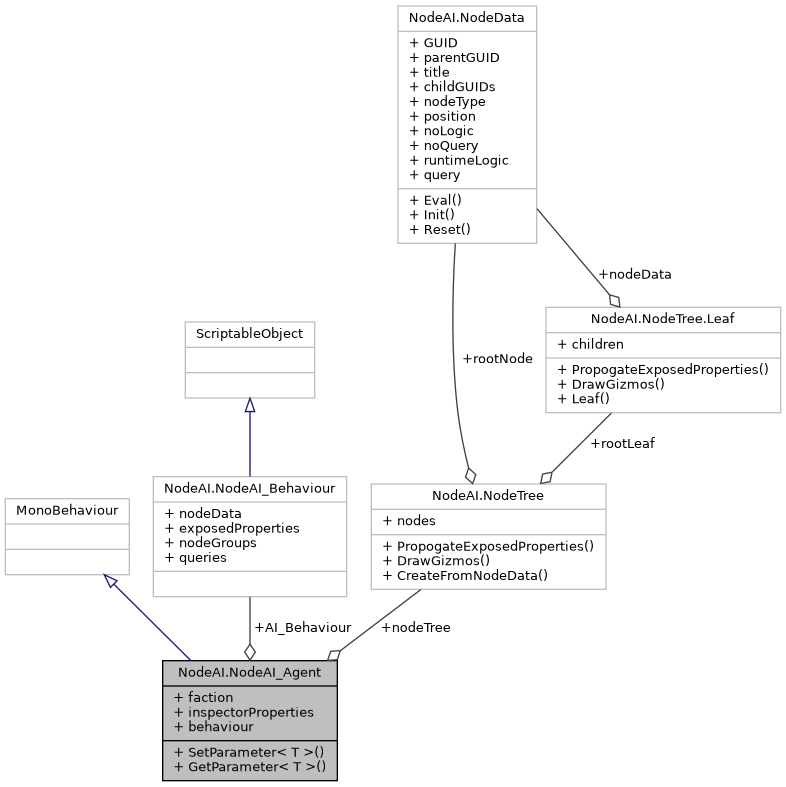 NodeAI.NodeData
+ GUID
+ parentGUID
+ title
+ childGUIDs
+ nodeType
+ position
+ noLogic
+ noQuery
+ runtimeLogic
+ query
+ Eval()
+ Init()
+ Reset()
+nodeData
NodeAI.NodeTree.Leaf
+ children
+ PropogateExposedProperties()
+ DrawGizmos()
+ Leaf()
ScriptableObject
+rootNode
+rootLeaf
NodeAI.NodeAI_Behaviour
+ nodeData
+ exposedProperties
+ nodeGroups
+ queries
NodeAI.NodeTree
+ nodes
+ PropogateExposedProperties()
+ DrawGizmos()
+ CreateFromNodeData()
MonoBehaviour
+AI_Behaviour
+nodeTree
NodeAI.NodeAI_Agent
+ faction
+ inspectorProperties
+ behaviour
+ SetParameter< T >()
+ GetParameter< T >()